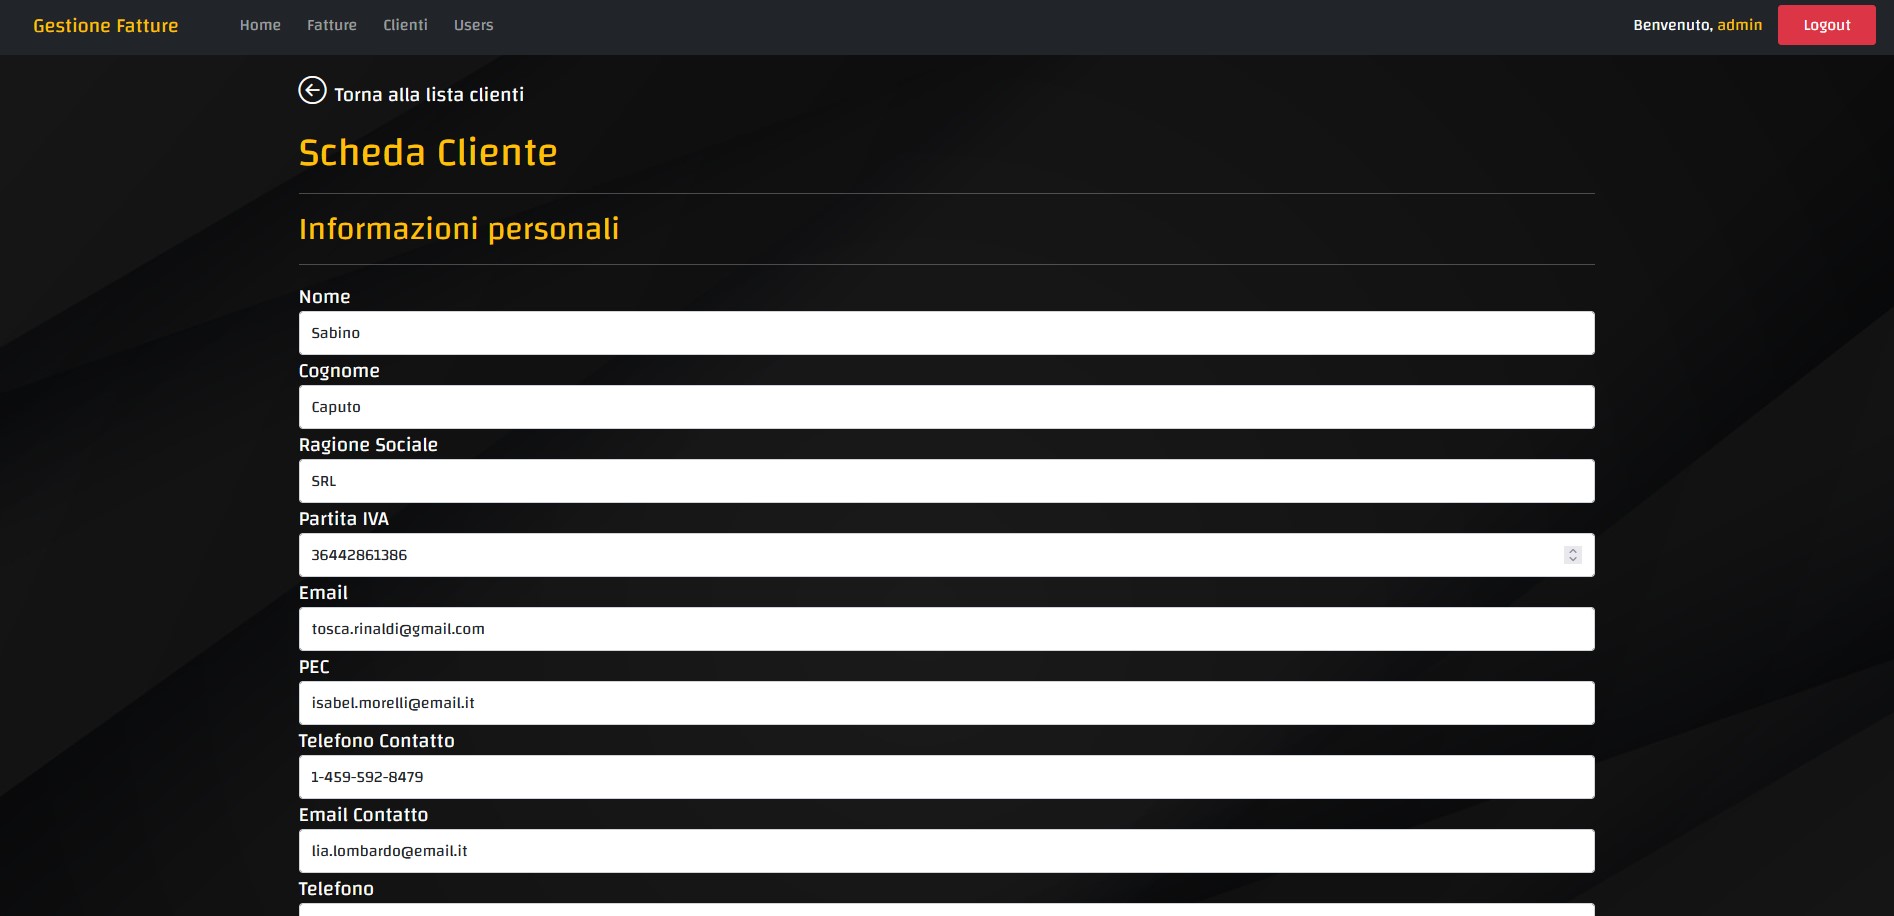 Gestione Fatture Home Fatture Clienti Users Benvenuto, admin Logout
Torna alla lista clienti
Scheda Cliente
Informazioni personali
Nome
Sabino
Cognome
Caputo
Ragione Sociale
SRL
Partita IVA
36442861386
Email
tosca.rinaldi@gmail.com
PEC
isabel.morelli@email.it
Telefono Contatto
1-459-592-8479
Email Contatto
lia.lombardo@email.it
Telefono